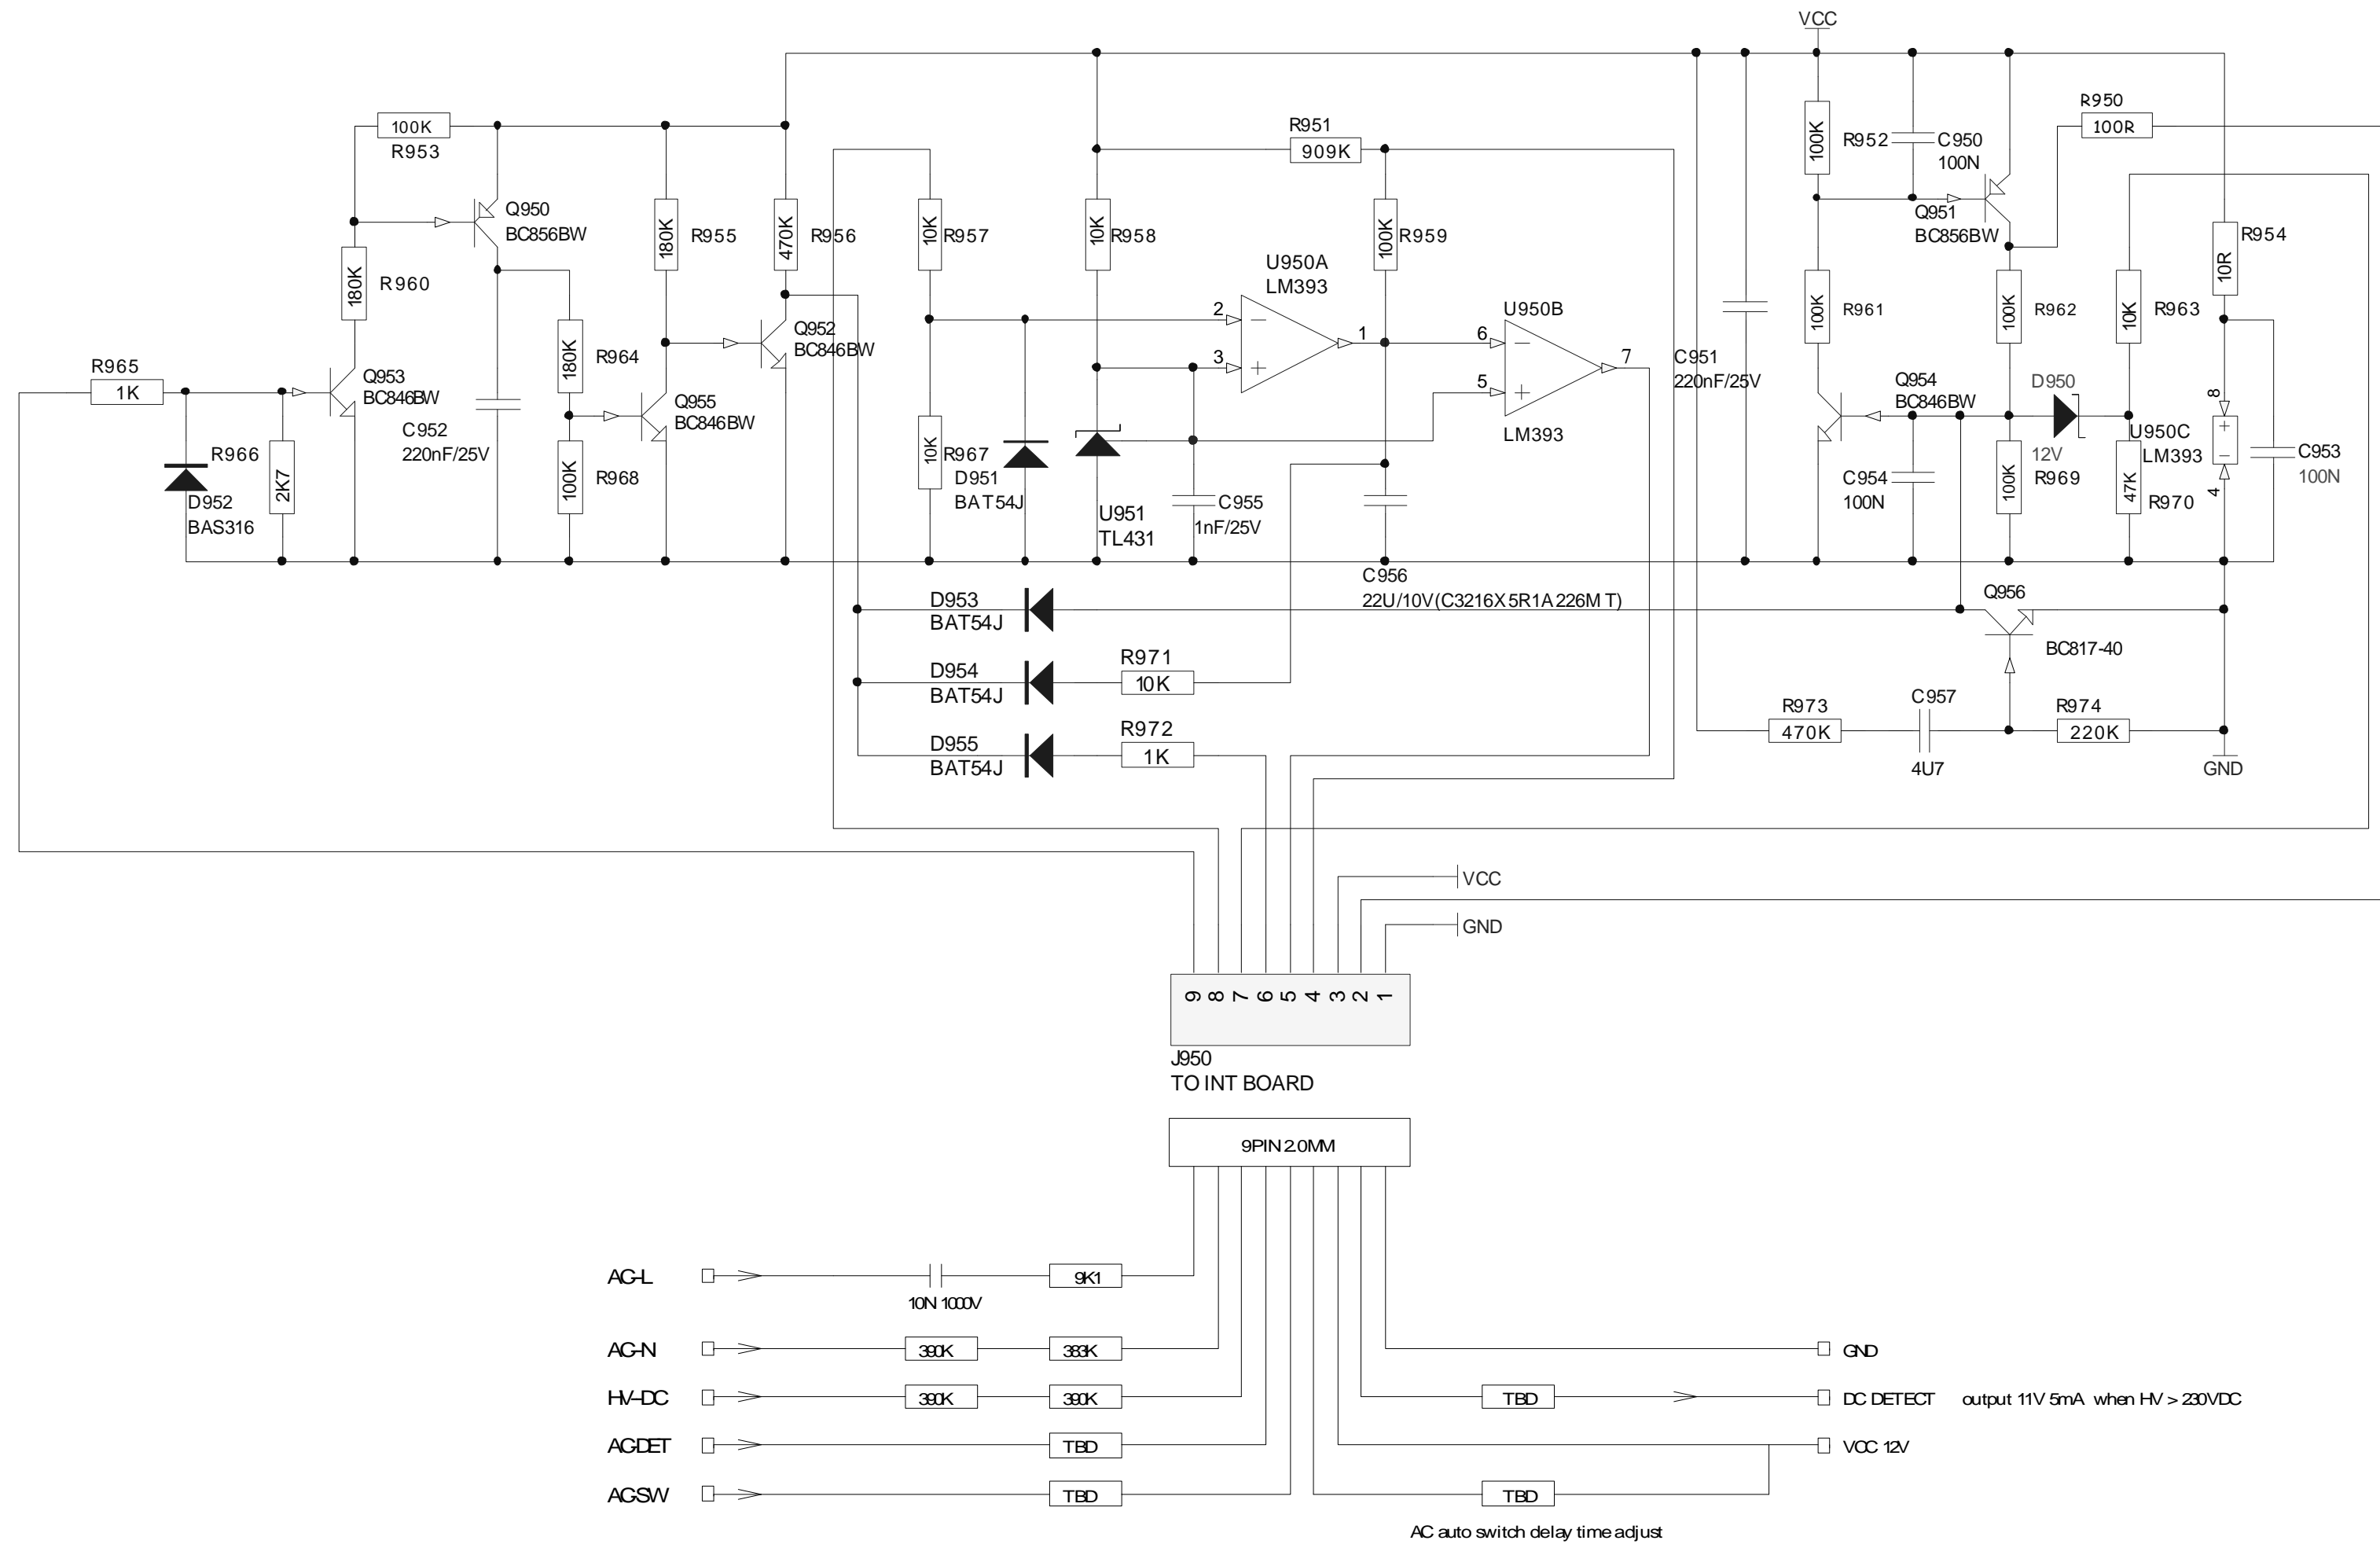 VCC
R950
100R
100K
R953
R951
909K
100K
R952
C950
100N
Q950
BC856BW
180K
R955
470K
R956
10K
R957
10K
R958
100K
R959
Q951
BC856BW
R954
10R
180K
R960
U950A
LM393
2
3
1
U950B
6
5
7
LM393
100K
R961
100K
R962
10K
R963
Q952
BC846BW
180K
R964
C951
220nF/25V
R965
1K
Q953
BC846BW
Q955
BC846BW
Q954
BC846BW
D950
12V
8
4
U950C
LM393
C952
220nF/25V
R966
2K7
D952
BAS316
100K
R968
10K
R967
D951
BAT54J
U951
TL431
C955
1nF/25V
C954
100N
100K
R969
47K
R970
C953
100N
C956
22U/10V(C3216X5R1A226MT)
D953
BAT54J
Q956
BC817-40
D954
BAT54J
R971
10K
D955
BAT54J
R972
1K
R973
470K
C957
4U7
R974
220K
GND
VCC
GND
9 8 7 6 5 4 3 2 1
J950
TO INT BOARD
9PIN 2.0MM
AC-L
10N 1000V
9K1
AC-N
390K
383K
GND
HV-DC
390K
390K
TBD
DC DETECT output 11V 5mA when HV > 230VDC
AC-DET
TBD
VCC 12V
AC-SW
TBD
TBD
AC auto switch delay time adjust